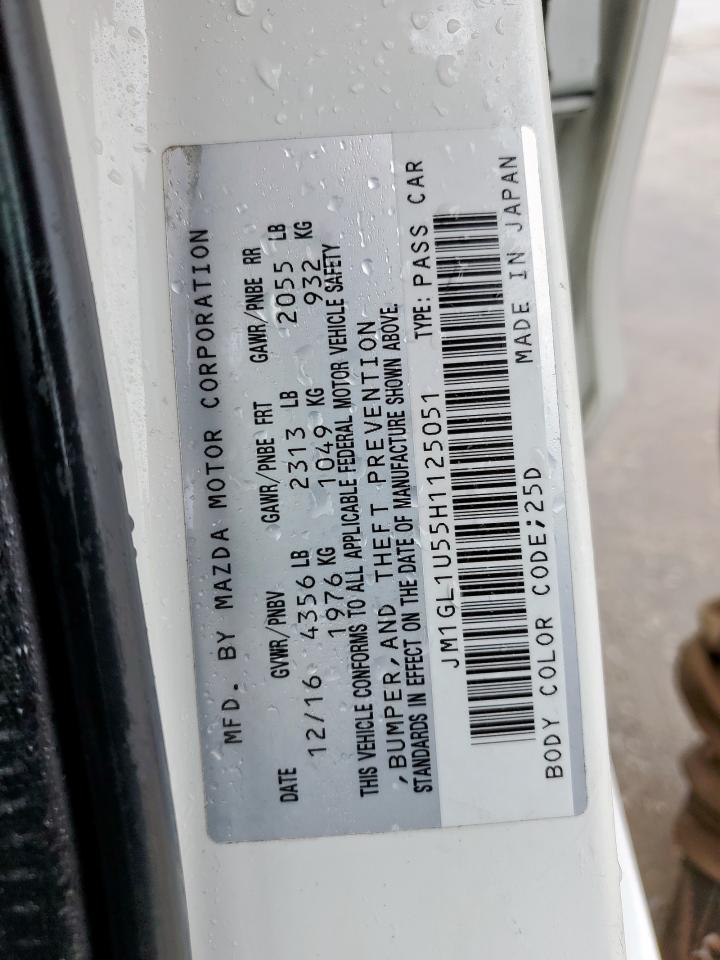 MFD. BY MAZDA MOTOR CORPORATION
DATE GVWR/PNBV GAWR/PNBE FRT GAWR/PNBE RR
12/16 4356 LB 2313 LB 2055 LB
1976 KG 1049 KG 932 KG
THIS VEHICLE CONFORMS TO ALL APPLICABLE FEDERAL MOTOR VEHICLE SAFETY
,BUMPER,AND THEFT PREVENTION
STANDARDS IN EFFECT ON THE DATE OF MANUFACTURE SHOWN ABOVE.
JM1GL1U55H1125051 TYPE: PASS CAR
BODY COLOR CODE;25D MADE IN JAPAN